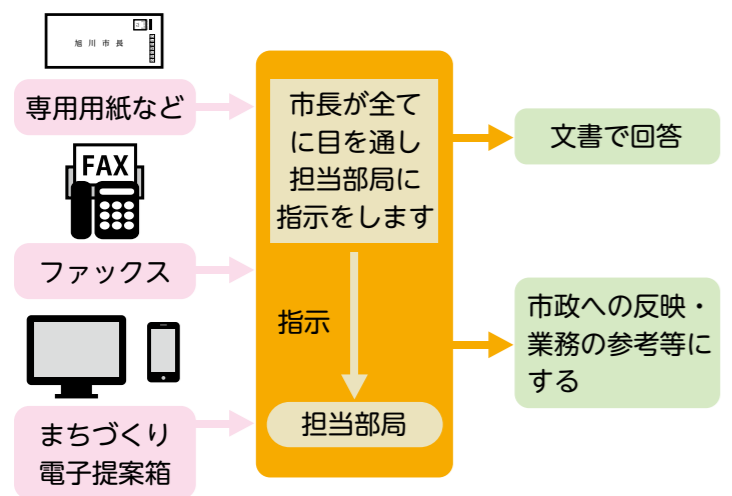 旭川市長
専用用紙など
FAX
ファックス
まちづくり
電子提案箱
市長が全て
に目を通し
担当部局に
指示をします
指示
担当部局
文書で回答
市政への反映・
業務の参考等に
する